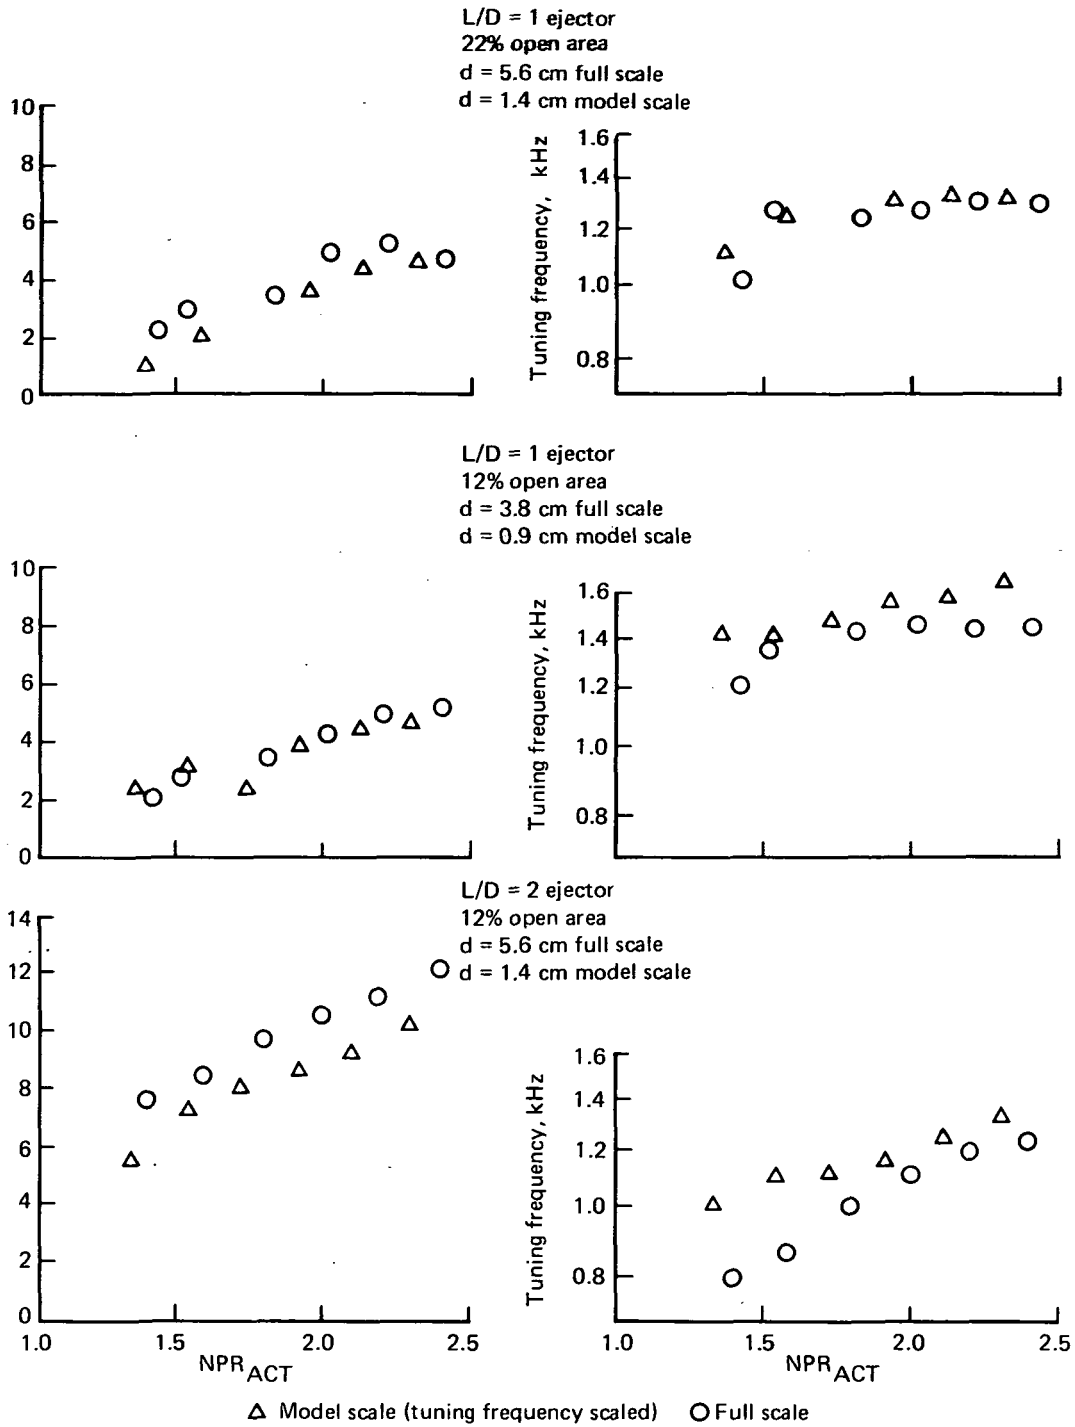 L/D = 1 ejector
22% open area
d = 5.6 cm full scale
d = 1.4 cm model scale
10
8
6
4
2
0
Tuning frequency, kHz
1.6
1.4
1.2
1.0
0.8
L/D = 1 ejector
12% open area
d = 3.8 cm full scale
d = 0.9 cm model scale
10
8
6
4
2
0
Tuning frequency, kHz
1.6
1.4
1.2
1.0
0.8
L/D = 2 ejector
12% open area
d = 5.6 cm full scale
d = 1.4 cm model scale
14
12
10
8
6
4
2
0
1.0 1.5 2.0 2.5
NPR ACT
Tuning frequency, kHz
1.6
1.4
1.2
1.0
0.8
1.0 1.5 2.0 2.5
NPR ACT
Model scale (tuning frequency scaled) Full scale